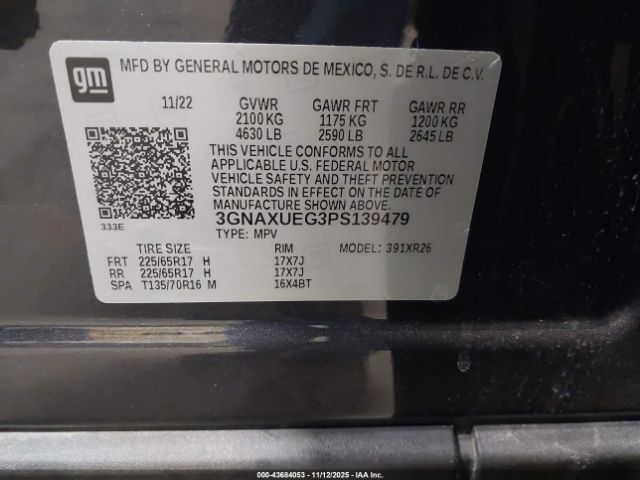 gm
MFD BY GENERAL MOTORS DE MEXICO, S. DE R.L. DE C.V.
11/22 GVWR GAWR FRT GAWR RR
2100 KG 1175 KG 1200 KG
4630 LB 2590 LB 2645 LB
THIS VEHICLE CONFORMS TO ALL
APPLICABLE U.S. FEDERAL MOTOR
VEHICLE SAFETY AND THEFT PREVENTION
STANDARDS IN EFFECT ON THE DATE OF
MANUFACTURE SHOWN ABOVE.
3GNAXUEG3PS139479
333E
TYPE: MPV MODEL: 391XR26
TIRE SIZE RIM
FRT 225/65R17 H 17X7J
RR 225/65R17 H 17X7J
SPA T135/70R16 M 16X4BT
000-43684053 - 11/12/2025 - IAA Inc.